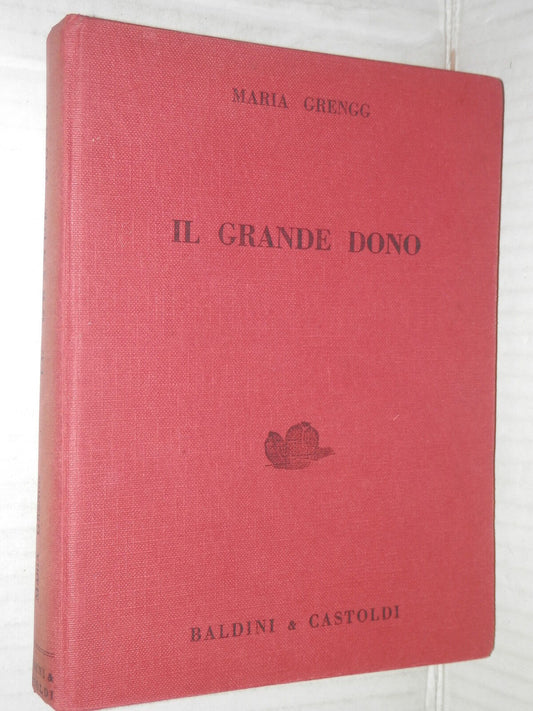 MARIA GRENGG
IL GRANDE DONO
BALDINI & CASTOLDI